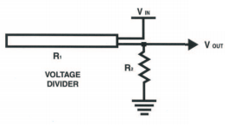 V IN
V OUT
R1
R2
VOLTAGE
DIVIDER